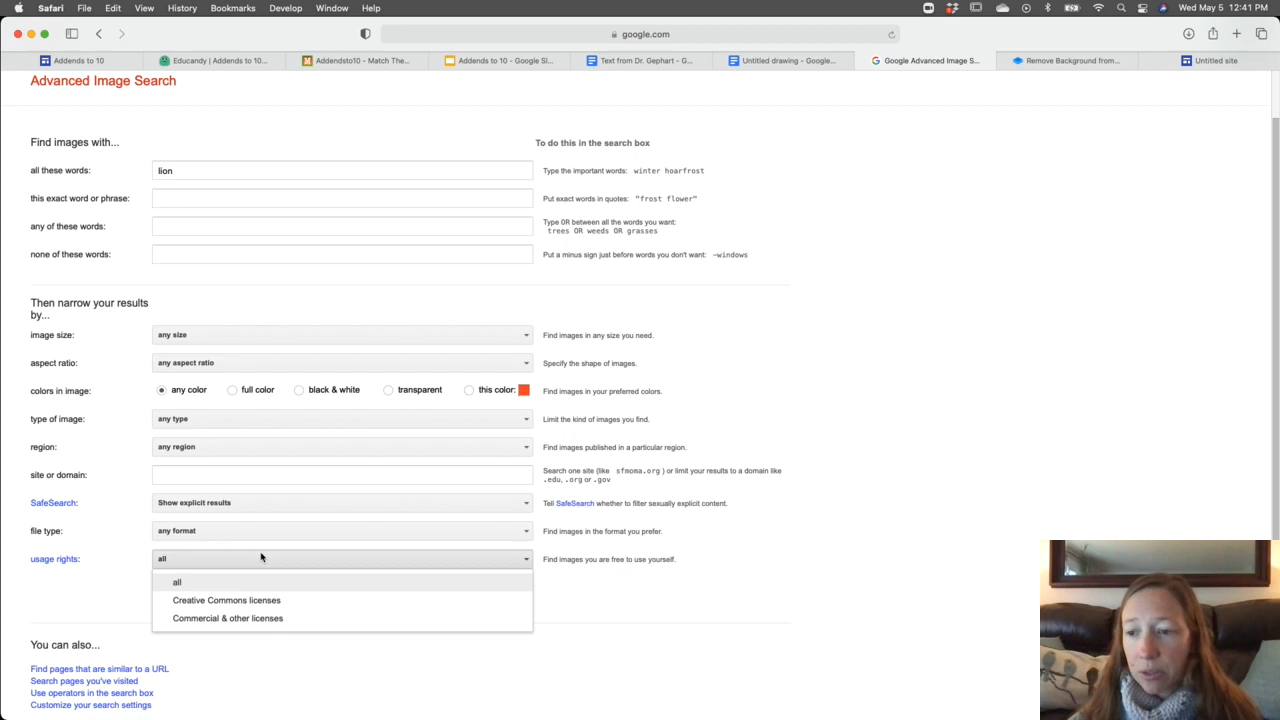 Safari File Edit View History Bookmarks Develop Window Help Mon Nov 15 12:41 PM
google.com
Addends to 10 Educandy | Addends to 10... Addendsto10 - Match The... Addends to 10 - Google Sl... Text from Dr. Gephart - G... Untitled drawing - Google... Google Advanced Image S... Remove Background from... Untitled site
Advanced Image Search
Find images with... To do this in the search box
all these words: lion Type the important words: winter hoarfrost
this exact word or phrase: Put exact words in quotes: "frost flower"
any of these words: Type OR between all the words you want:
trees OR weeds OR grasses
none of these words: Put a minus sign just before words you don't want: -windows
Then narrow your results
by...
image size: any size Find images in any size you need.
aspect ratio: any aspect ratio Specify the shape of images.
colors in image: any color full color black & white transparent this color: Find images in your preferred colors.
type of image: any type Limit the kind of images you find.
region: any region Find images published in a particular region.
site or domain: Search one site (like sfmoma.org ) or limit your results to a domain like
.edu, .org or .gov
SafeSearch: Show explicit results Tell SafeSearch whether to filter sexually explicit content.
file type: any format Find images in the format you prefer.
usage rights: all Find images you are free to use yourself.
all
Creative Commons licenses
Commercial & other licenses
You can also...
Find pages that are similar to a URL
Search pages you've visited
Use operators in the search box
Customize your search settings